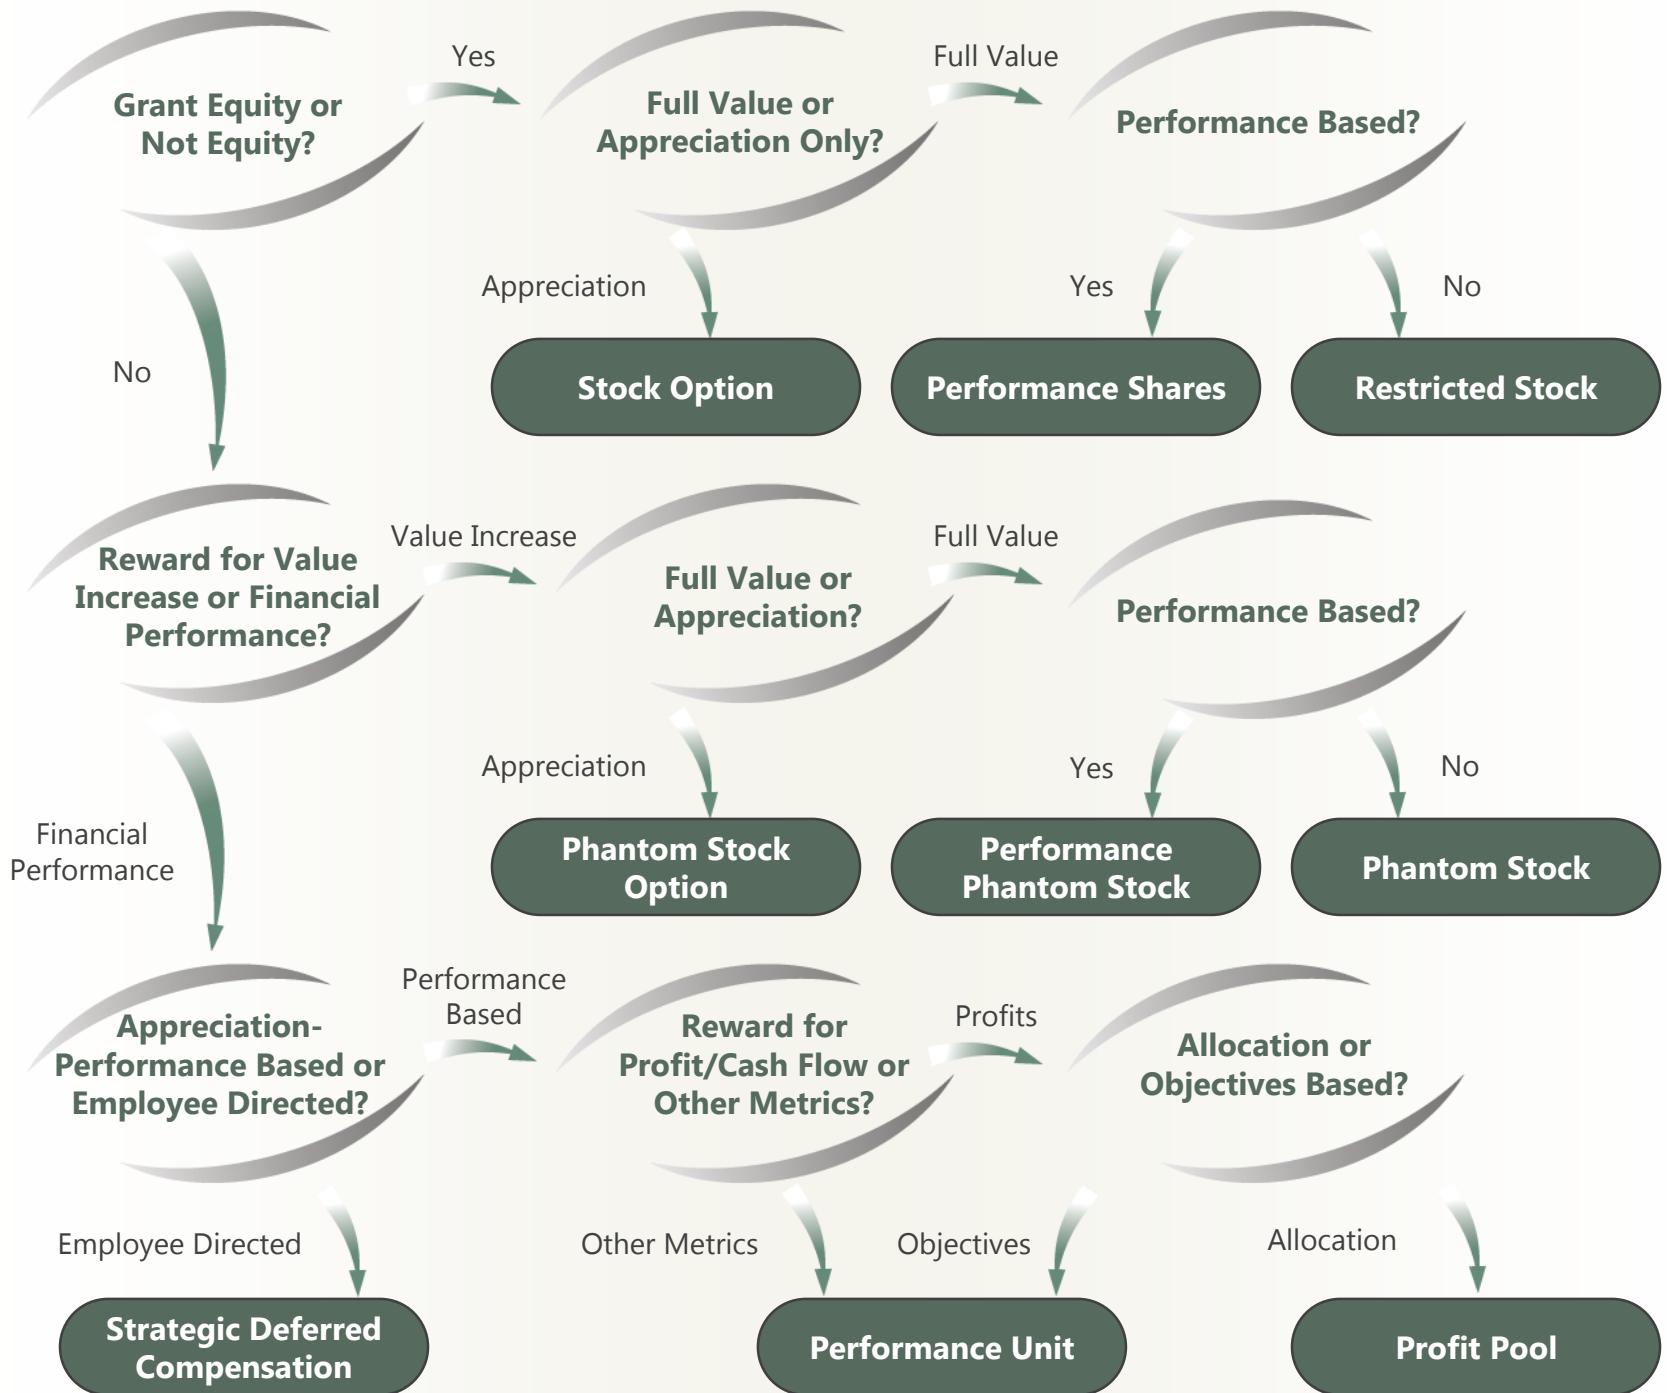 Yes
Full Value
Grant Equity or
Not Equity?
Full Value or
Appreciation Only?
Performance Based?
Appreciation
Yes
No
No
Stock Option
Performance Shares
Restricted Stock
Value Increase
Full Value
Reward for Value
Increase or Financial
Performance?
Full Value or
Appreciation?
Performance Based?
Appreciation
Yes
No
Financial
Performance
Phantom Stock
Option
Performance
Phantom Stock
Phantom Stock
Performance
Based
Profits
Appreciation-
Performance Based or
Employee Directed?
Reward for
Profit/Cash Flow or
Other Metrics?
Allocation or
Objectives Based?
Employee Directed
Other Metrics
Objectives
Allocation
Strategic Deferred
Compensation
Performance Unit
Profit Pool